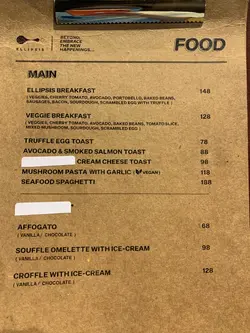 ELLIPSIS
BEYOND.
EMBRACE
THE NEW
HAPPENINGS...
FOOD
MAIN
ELLIPSIS BREAKFAST 148
( VEGGIES, CHERRY TOMATO, AVOCADO, PORTOBELLO, BAKED BEANS,
SAUSAGES, BACON, SOURDOUGH, SCRAMBLED EGG WITH TRUFFLE )
VEGGIE BREAKFAST 128
( VEGGIES, CHERRY TOMATO, AVOCADO, BAKED BEANS, TOMATO SLICE,
MIXED MUSHROOM, SOURDOUGH, SCRAMBLED EGG )
TRUFFLE EGG TOAST 78
AVOCADO & SMOKED SALMON TOAST 88
CREAM CHEESE TOAST 98
MUSHROOM PASTA WITH GARLIC ( VEGAN) 118
SEAFOOD SPAGHETTI 188
AFFOGATO 68
( VANILLA / CHOCOLATE )
SOUFFLE OMELETTE WITH ICE-CREAM 98
( VANILLA / CHOCOLATE )
CROFFLE WITH ICE-CREAM 128
( VANILLA / CHOCOLATE )